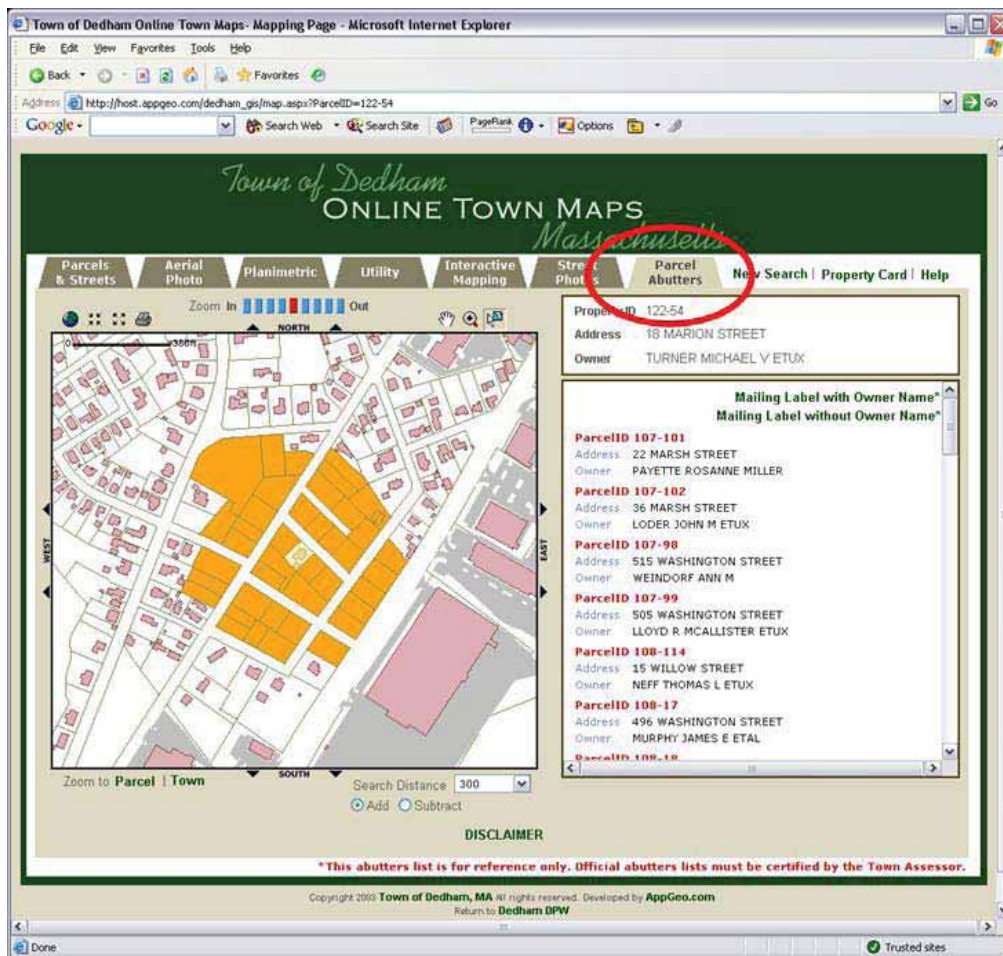 Town of Dedham Online Town Maps- Mapping Page - Microsoft Internet Explorer
File Edit View Favorites Tools Help
Back Search Favorites
Address http://host.appgeo.com/dedham_gis/map.aspx?ParcelID=122-54 Go
Google Search Web Search Site PageRank Options
Town of Dedham
ONLINE TOWN MAPS
Massachusetts
Parcels & Streets
Aerial Photo
Planimetric
Utility
Interactive Mapping
Street Photos
Parcel Abutters
New Search | Property Card | Help
Zoom In Out
NORTH
0 386ft
WEST
EAST
SOUTH
Zoom to Parcel | Town
Search Distance 300
Add Subtract
Property ID 122-54
Address 18 MARION STREET
Owner TURNER MICHAEL V ETUX
Mailing Label with Owner Name*
Mailing Label without Owner Name*
ParcelID 107-101
Address 22 MARSH STREET
Owner PAYETTE ROSANNE MILLER
ParcelID 107-102
Address 36 MARSH STREET
Owner LODER JOHN M ETUX
ParcelID 107-98
Address 515 WASHINGTON STREET
Owner WEINDORF ANN M
ParcelID 107-99
Address 505 WASHINGTON STREET
Owner LLOYD R MCALLISTER ETUX
ParcelID 108-114
Address 15 WILLOW STREET
Owner NEFF THOMAS L ETUX
ParcelID 108-17
Address 496 WASHINGTON STREET
Owner MURPHY JAMES E ETAL
ParcelID 108-18
DISCLAIMER
*This abutters list is for reference only. Official abutters lists must be certified by the Town Assessor.
Copyright 2003 Town of Dedham, MA All rights reserved. Developed by AppGeo.com
Return to Dedham DPW
Done Trusted sites